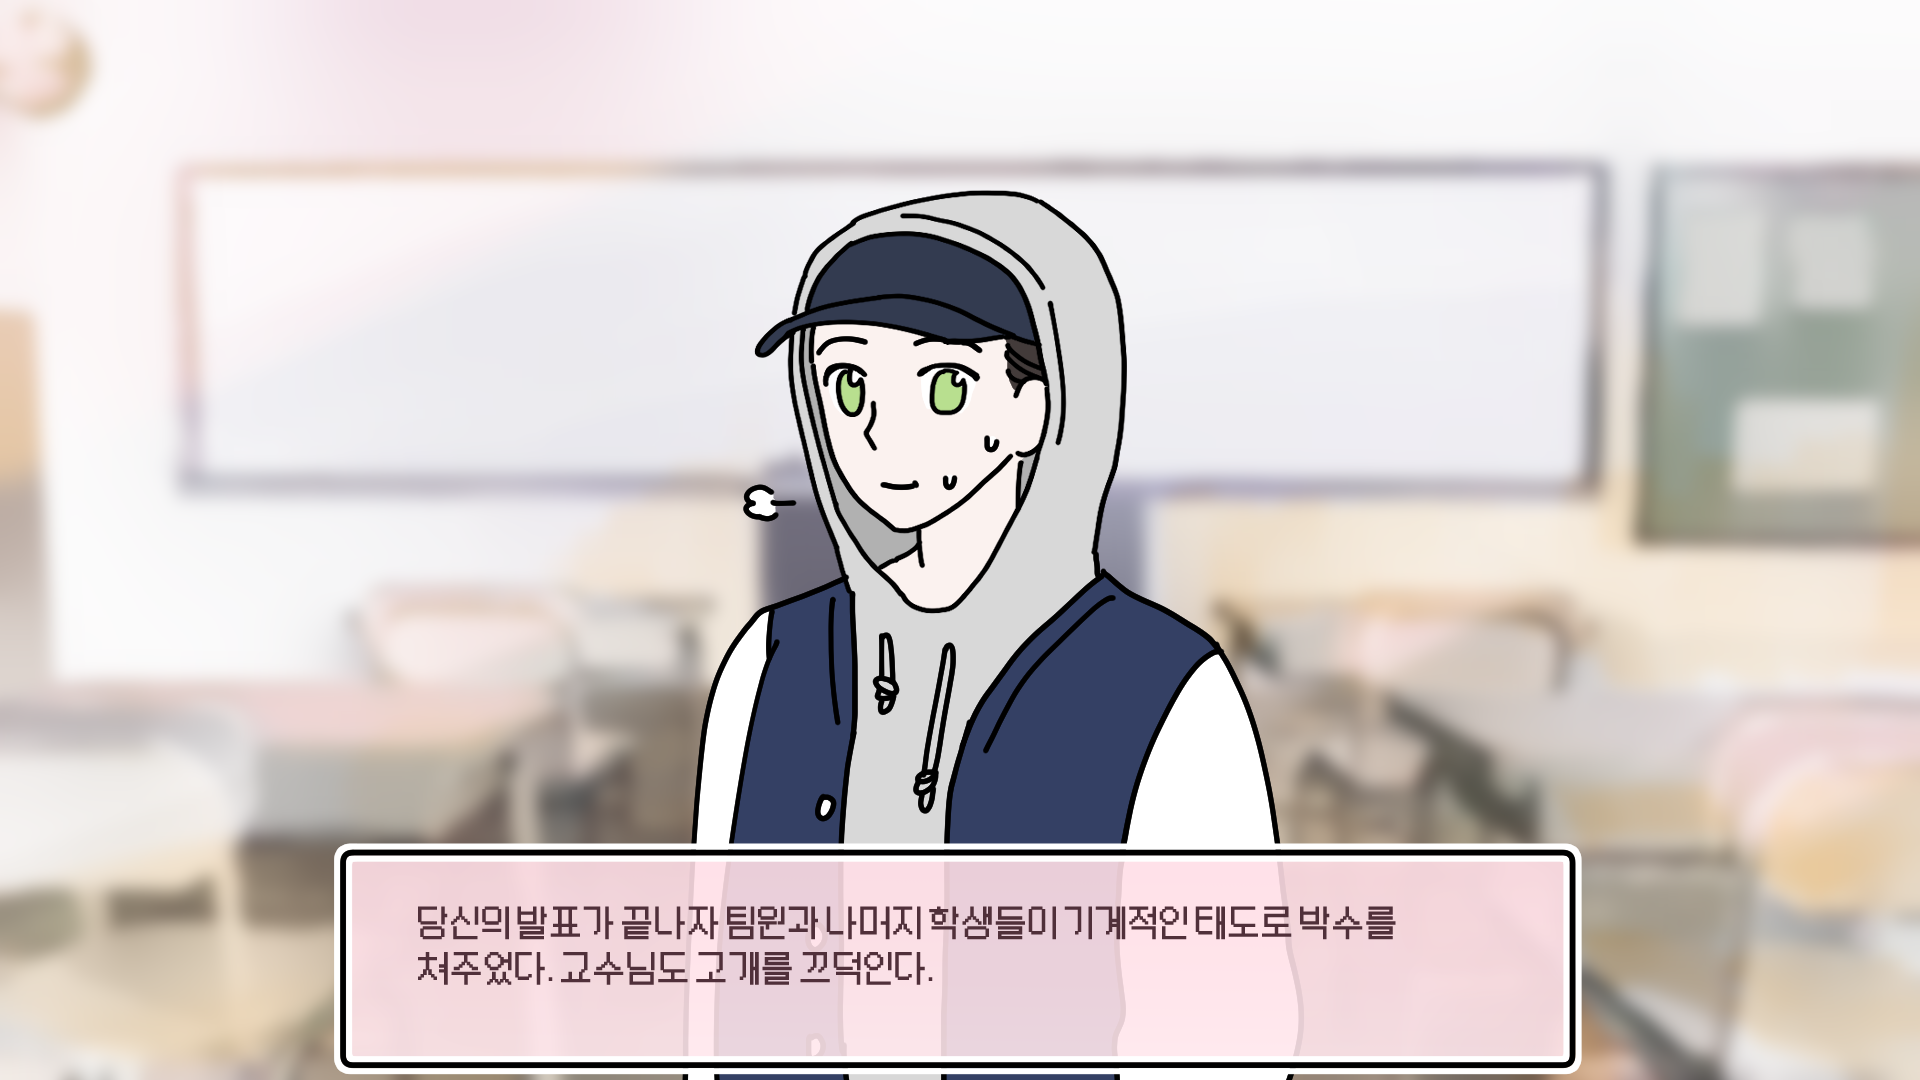 당신의 발표가 끝나자 팀원과 나머지 학생들이 기계적인 태도로 박수를
쳐주었다. 교수님도 고개를 끄덕인다.